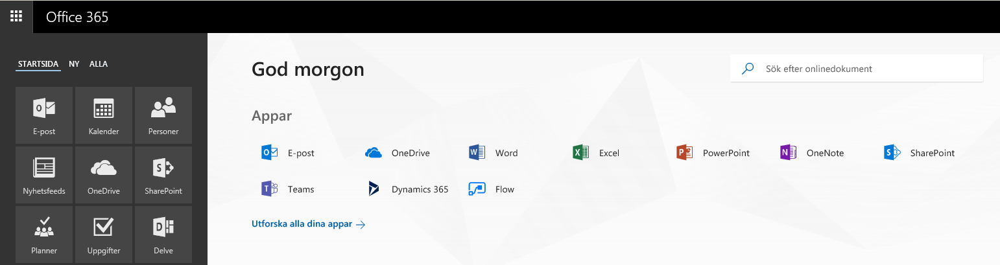 Office 365
STARTSIDA NY ALLA
E-post Kalender Personer
Nyhetsfeeds OneDrive SharePoint
Planner Uppgifter Delve
God morgon
Sök efter onlinedokument
Appar
E-post OneDrive Word Excel PowerPoint OneNote SharePoint
Teams Dynamics 365 Flow
Utforska alla dina appar